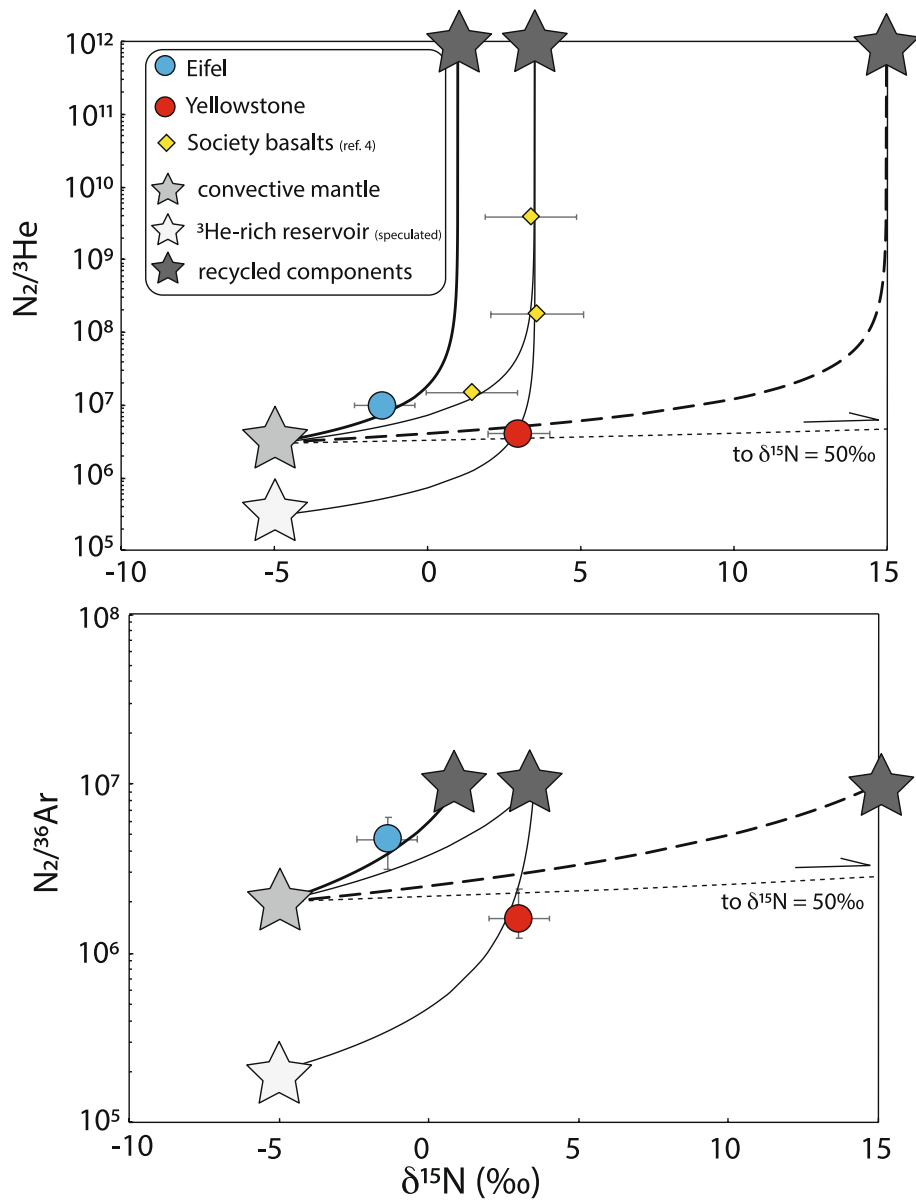 10¹²
10¹¹
10¹⁰
10⁹
10⁸
10⁷
10⁶
10⁵
N₂/³He
Eifel
Yellowstone
Society basalts (ref. 4)
convective mantle
³He-rich reservoir (speculated)
recycled components
to δ¹⁵N = 50‰
-10 -5 0 5 10 15
10⁸
10⁷
10⁶
10⁵
N₂/³⁶Ar
to δ¹⁵N = 50‰
-10 -5 0 5 10 15
δ¹⁵N (‰)